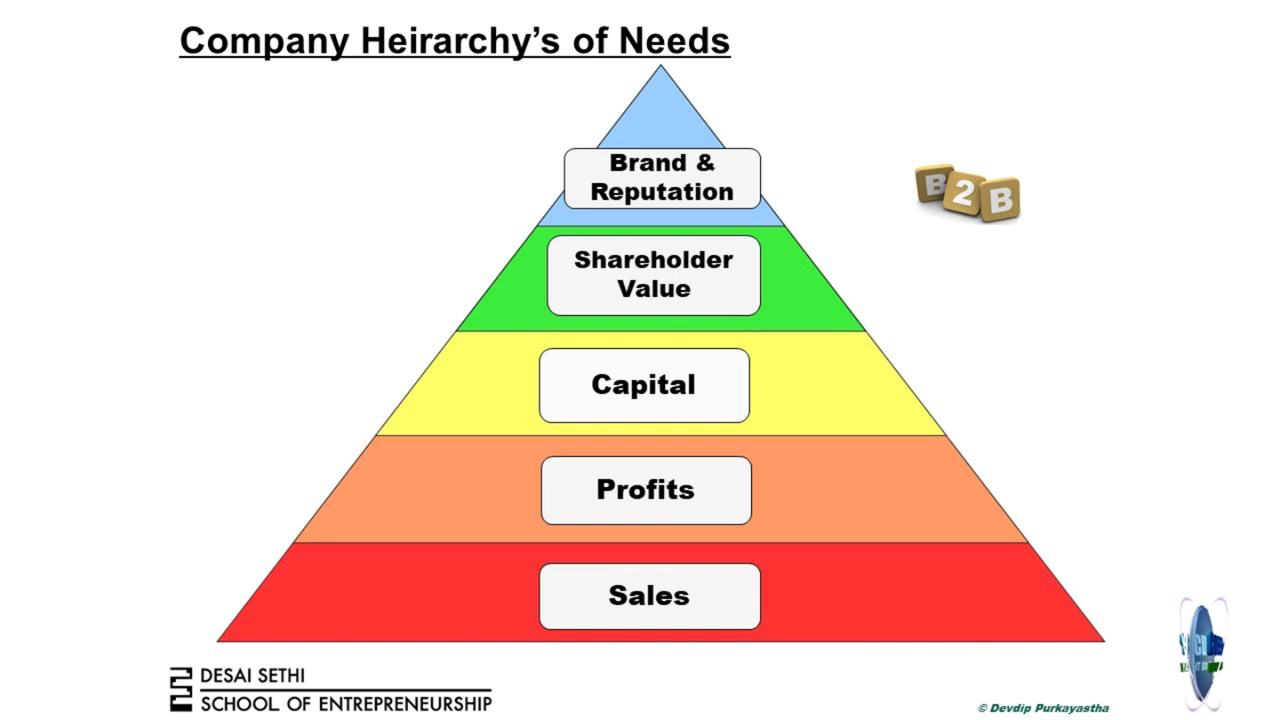 Company Heirarchy's of Needs
Brand &
Reputation
B2B
Shareholder
Value
Capital
Profits
Sales
DESAI SETHI
SCHOOL OF ENTREPRENEURSHIP
© Devdip Purkayastha